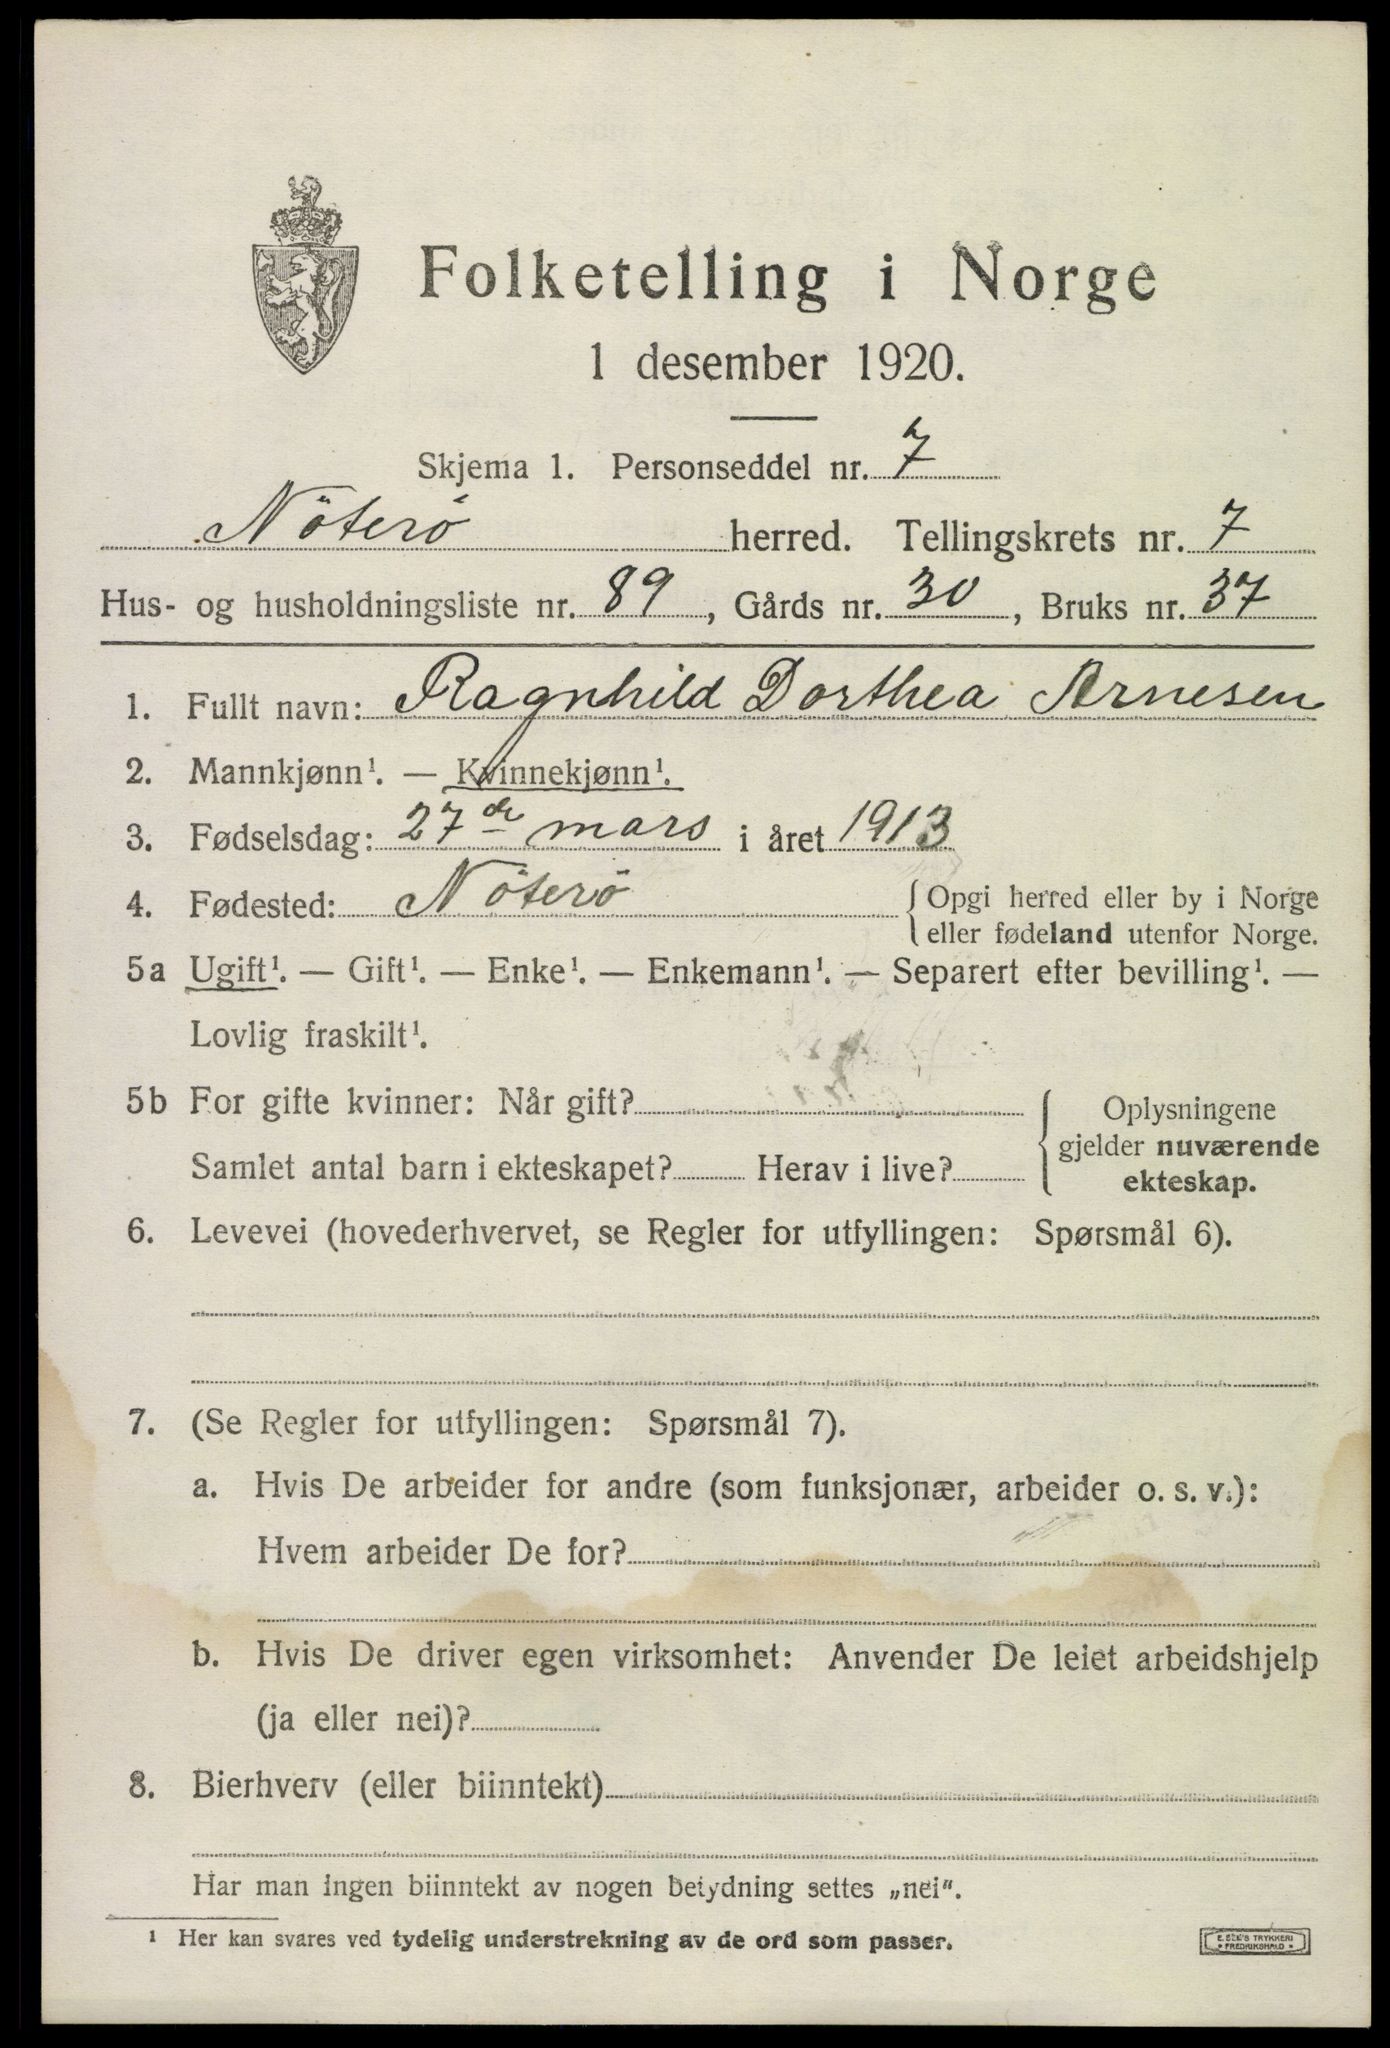 Folketelling i Norge
1 desember 1920.
Skjema 1. Personseddel nr. 7
Nöterö herred. Tellingskrets nr. 7
Hus- og husholdningsliste nr. 89, Gårds nr. 30, Bruks nr. 37
1. Fullt navn: Ragnhild Dorthea Arnesen
2. Mannkjønn¹. — Kvinnekjønn¹.
3. Fødselsdag: 27de mars i året 1913
4. Fødested: Nöterö { Opgi herred eller by i Norge
eller fødeland utenfor Norge.
5a Ugift¹. — Gift¹. — Enke¹. — Enkemann¹. — Separert efter bevilling¹. —
Lovlig fraskilt¹.
5b For gifte kvinner: Når gift?
Samlet antal barn i ekteskapet? Herav i live?
{ Oplysningene
gjelder nuværende
ekteskap.
6. Levevei (hovederhvervet, se Regler for utfyllingen: Spørsmål 6).
7. (Se Regler for utfyllingen: Spørsmål 7).
a. Hvis De arbeider for andre (som funksjonær, arbeider o. s. v.):
Hvem arbeider De for?
b. Hvis De driver egen virksomhet: Anvender De leiet arbeidshjelp
(ja eller nei)?
8. Bierhverv (eller biinntekt)
Har man ingen biinntekt av nogen betydning settes „nei“.
¹ Her kan svares ved tydelig understrekning av de ord som passer.
E. SEM'S TRYKKERI
• FREDRIKSHALD •